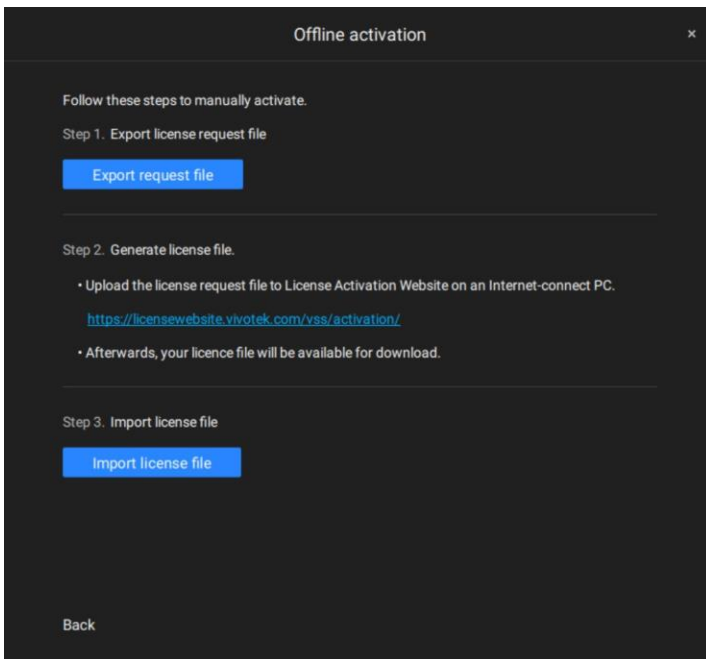 Offline activation
×
Follow these steps to manually activate.
Step 1. Export license request file
Export request file
Step 2. Generate license file.
• Upload the license request file to License Activation Website on an Internet-connect PC.
https://licensewebsite.vivotek.com/vss/activation/
• Afterwards, your licence file will be available for download.
Step 3. Import license file
Import license file
Back